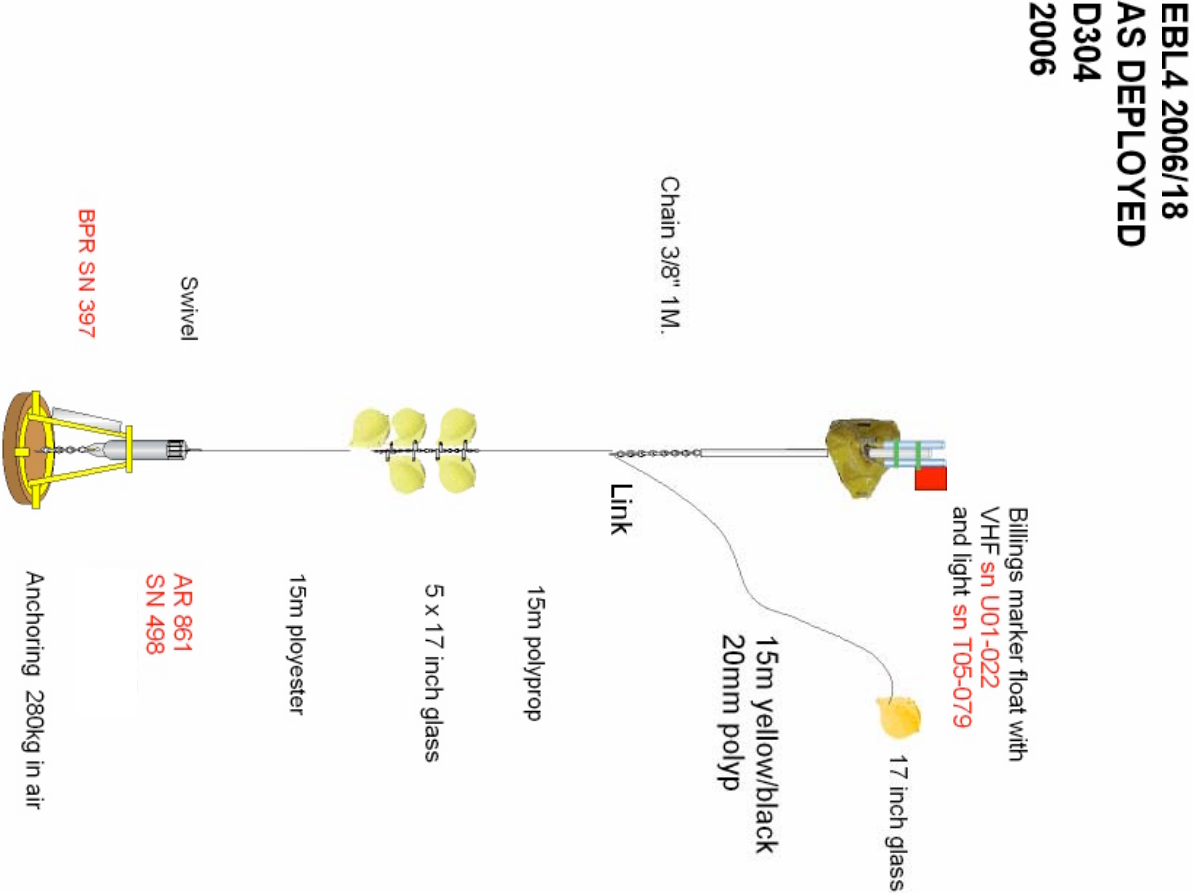 EBL4 2006/18
AS DEPLOYED
D304
2006
Billings marker float with
VHF sn U01-022
and light sn T05-079
17 inch glass
15m yellow/black
20mm polyp
Chain 3/8" 1M.
Link
15m polyprop
5 x 17 inch glass
15m ployester
Swivel
AR 861
SN 498
BPR SN 397
Anchoring 280kg in air